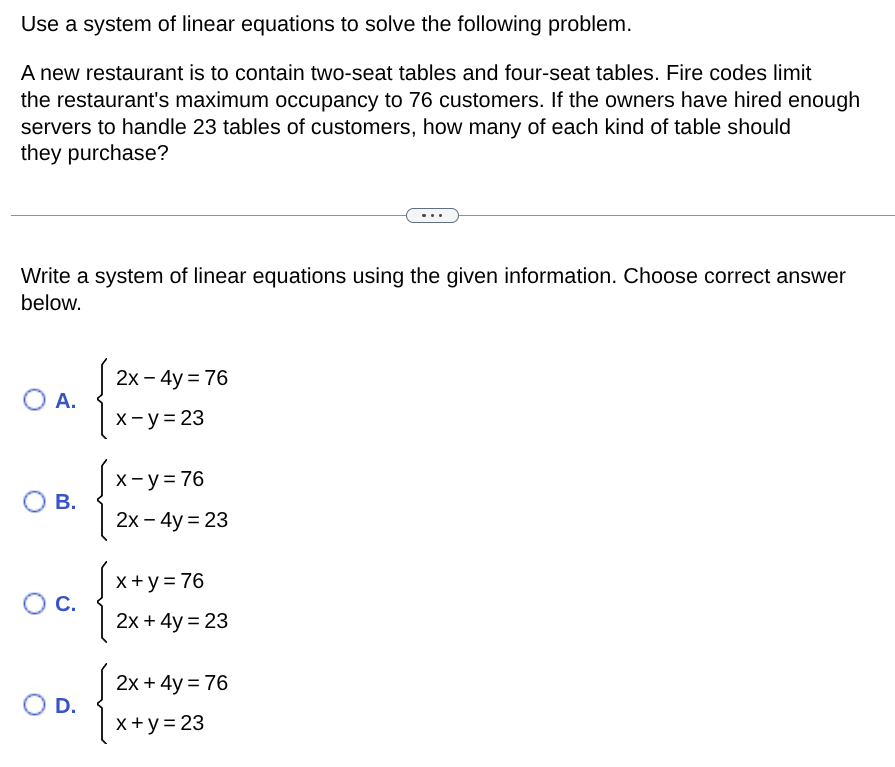 Use a system of linear equations to solve the following problem.
A new restaurant is to contain two-seat tables and four-seat tables. Fire codes limit
the restaurant's maximum occupancy to 76 customers. If the owners have hired enough
servers to handle 23 tables of customers, how many of each kind of table should
they purchase?
Write a system of linear equations using the given information. Choose correct answer
below.
A.
2x − 4y = 76
x − y = 23
B.
x − y = 76
2x − 4y = 23
C.
x + y = 76
2x + 4y = 23
D.
2x + 4y = 76
x + y = 23